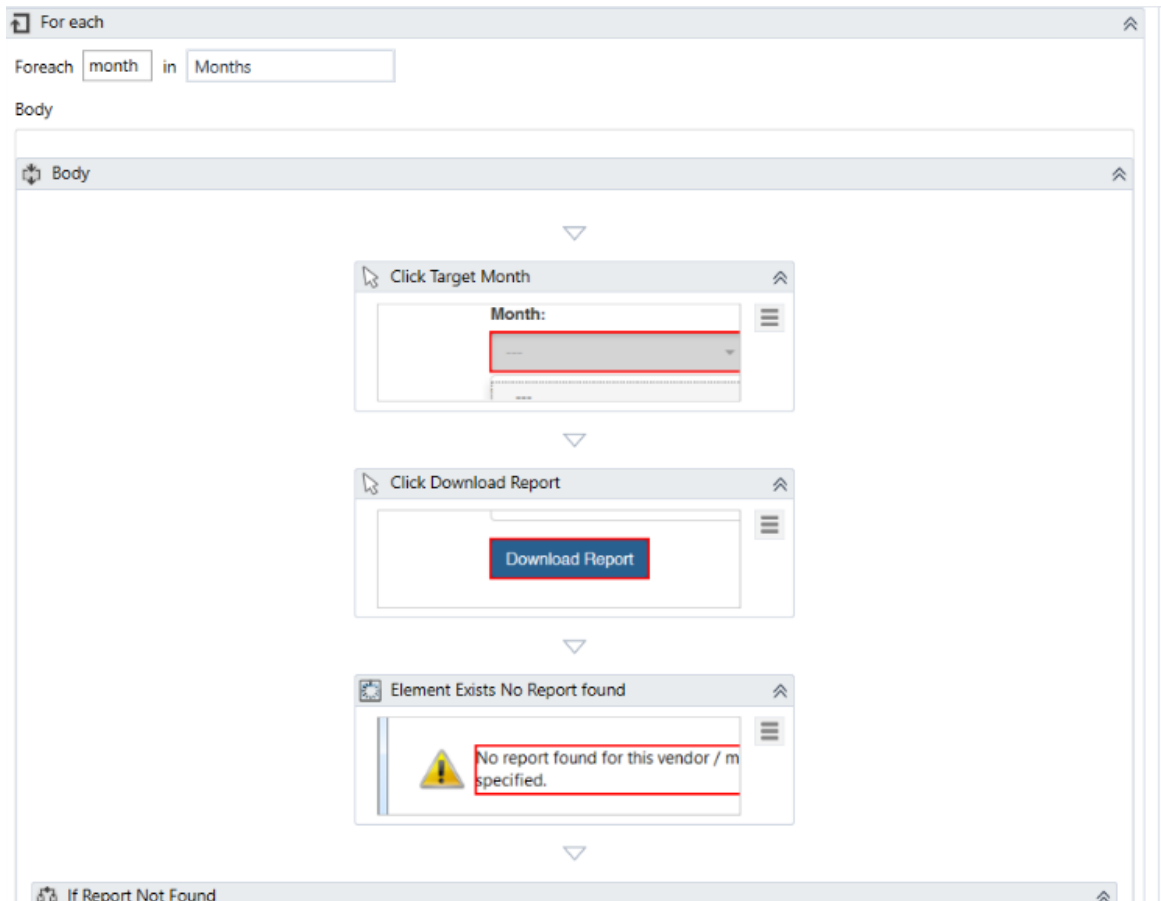 For each
Foreach month in Months
Body
Body
Click Target Month
Month:
---
---
Click Download Report
Download Report
Element Exists No Report found
No report found for this vendor / m
specified.
If Report Not Found